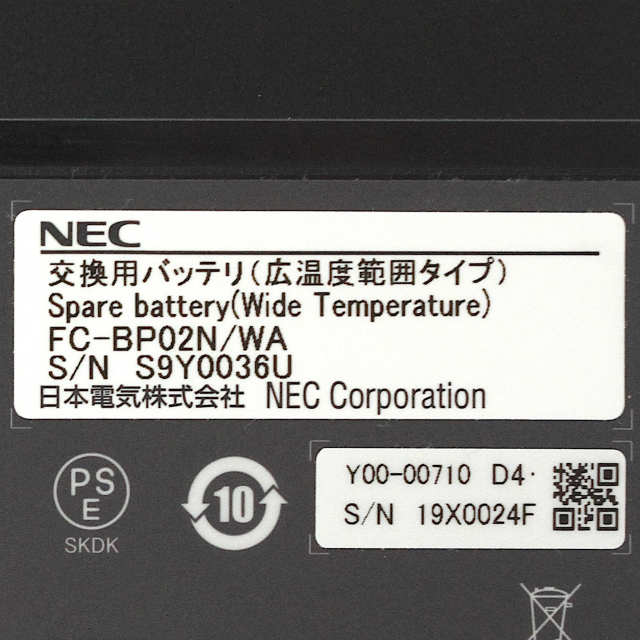 NEC
交換用バッテリ(広温度範囲タイプ)
Spare battery(Wide Temperature)
FC-BP02N/WA
S/N S9Y0036U
日本電気株式会社 NEC Corporation
PS
E
SKDK
10
Y00-00710 D4·
S/N 19X0024F